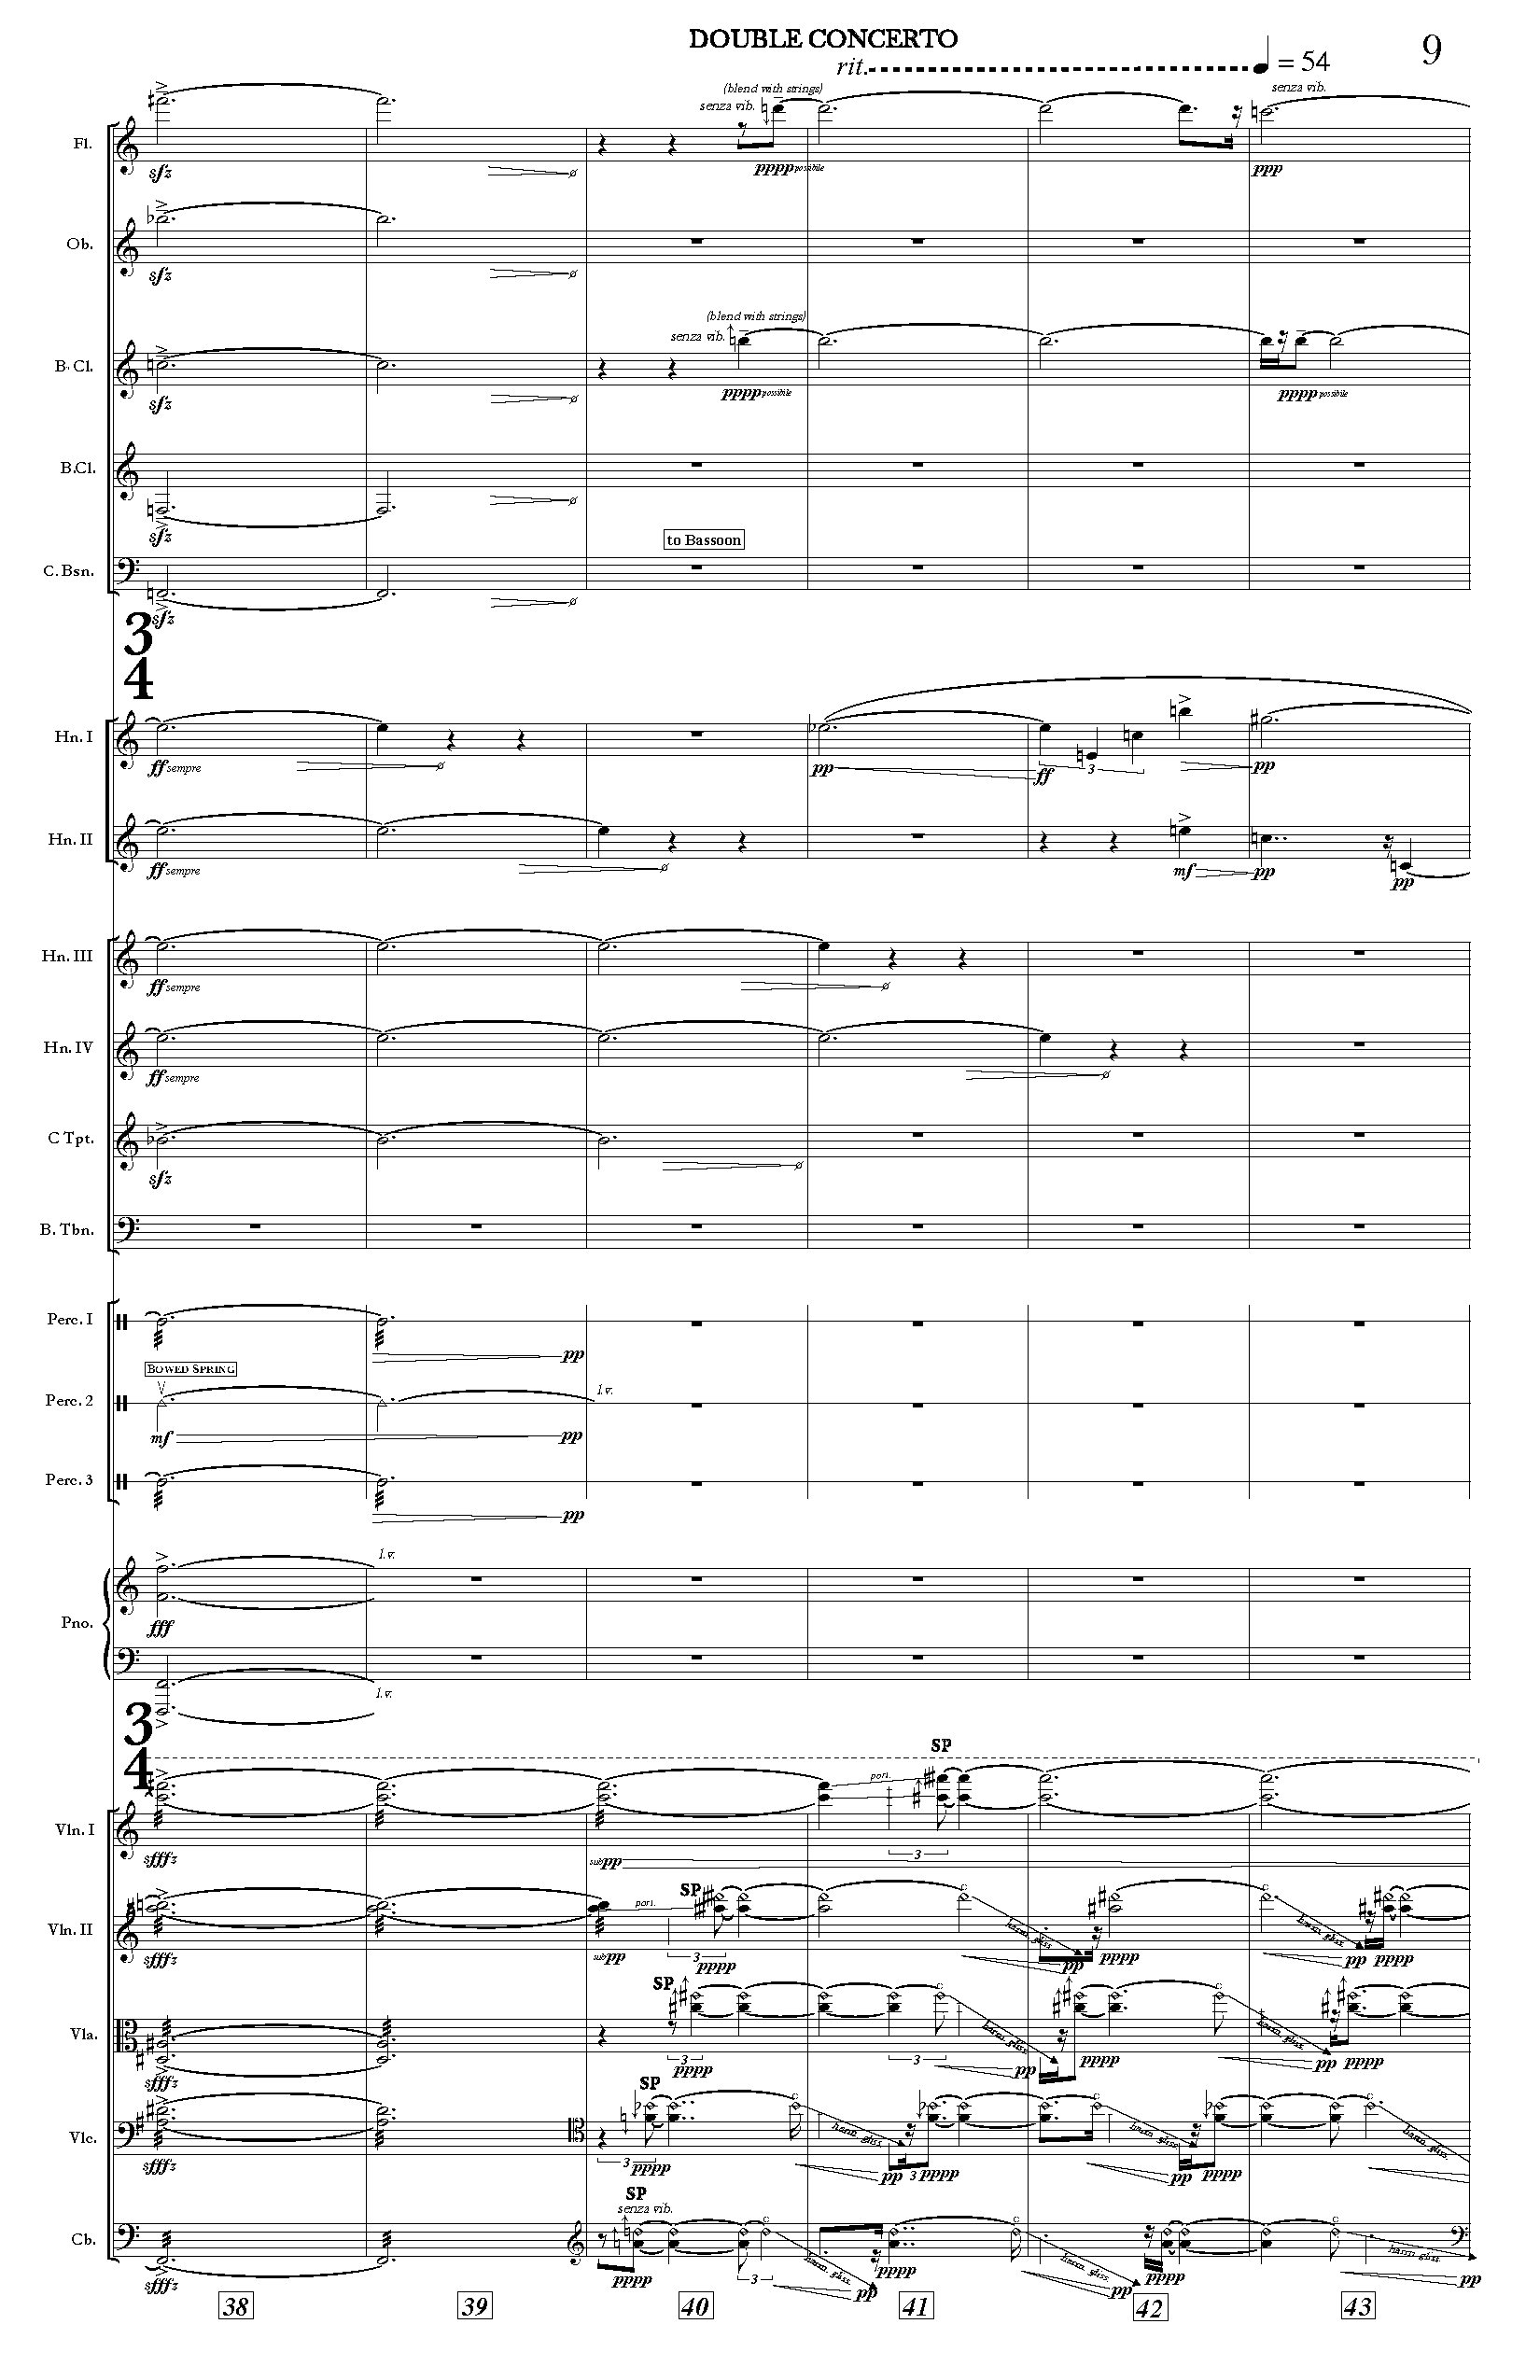 DOUBLE CONCERTO
9
rit. = 54
(blend with strings)
senza vib.
senza vib.
Fl.
sfz
pppp possibile
ppp
Ob.
sfz
(blend with strings)
senza vib.
B♭ Cl.
sfz
pppp possibile
pppp possibile
B.Cl.
sfz
to Bassoon
C. Bsn.
sfz
3
4
Hn. I
ff sempre
pp
ff
3
pp
Hn. II
ff sempre
mf
pp
pp
Hn. III
ff sempre
Hn. IV
ff sempre
C Tpt.
sfz
B. Tbn.
Perc. I
pp
BOWED SPRING
Perc. 2
l.v.
mf
pp
Perc. 3
pp
l.v.
Pno.
fff
l.v.
3
4
SP
port.
Vln. I
3
sfffz
sub pp
SP
port.
Vln. II
harm. gliss.
harm. gliss.
sfffz
sub pp
3
pppp
pp
pppp
pp
pppp
SP
Vla.
harm. gliss.
harm. gliss.
sfffz
3
pppp
3
pp
pppp
pp
pppp
SP
Vlc.
harm. gliss.
harm. gliss.
harm. gliss.
sfffz
3
pppp
pp
3
pppp
pp
pppp
SP
senza vib.
Cb.
harm. gliss.
harm. gliss.
harm. gliss.
sfffz
pppp
3
pp
pppp
pp
pppp
pp
38
39
40
41
42
43